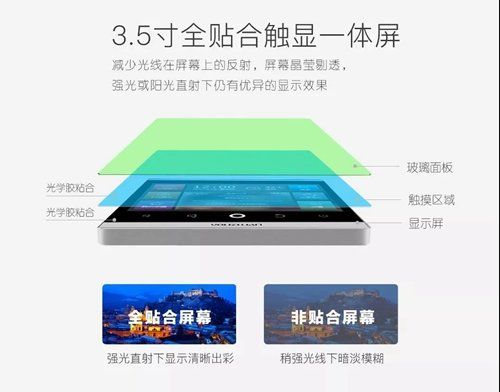 3.5寸全贴合触显一体屏
减少光线在屏幕上的反射，屏幕晶莹剔透，
强光或阳光直射下仍有优异的显示效果
玻璃面板
光学胶粘合
触摸区域
光学胶粘合
显示屏
12:00
全贴合屏幕
非贴合屏幕
强光直射下显示清晰出彩
稍强光线下暗淡模糊